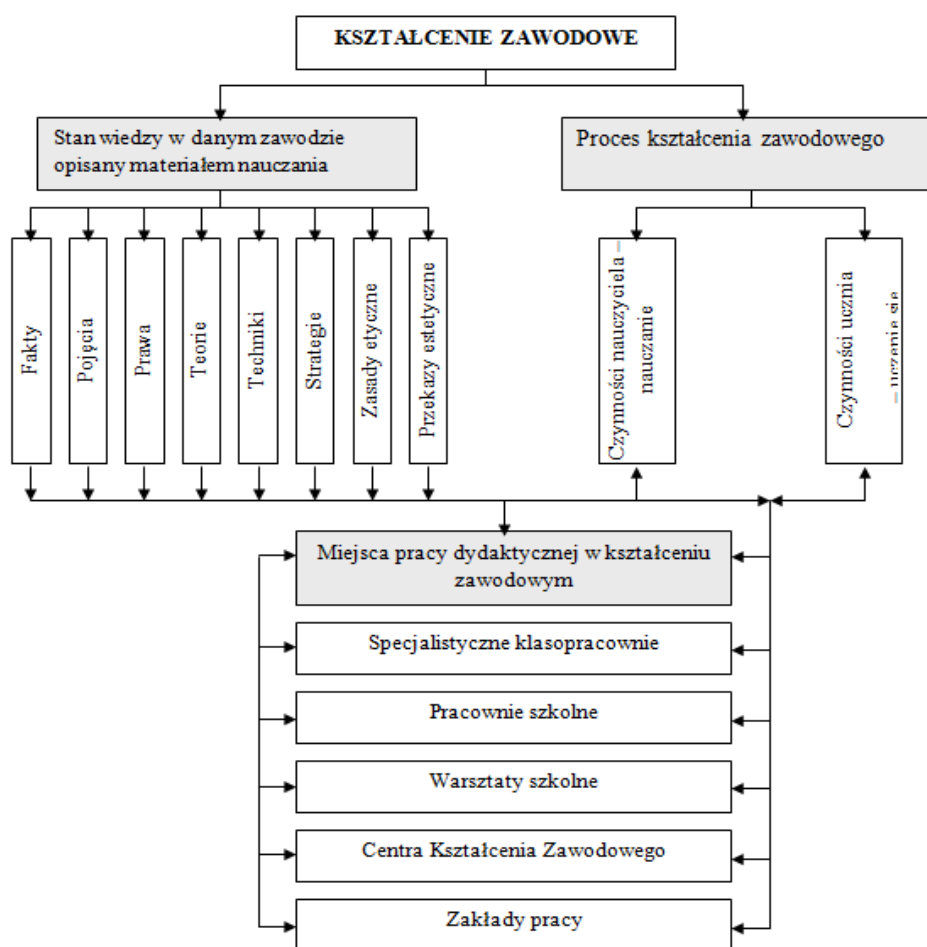 KSZTAŁCENIE ZAWODOWE
Stan wiedzy w danym zawodzie
opisany materiałem nauczania
Proces kształcenia zawodowego
Fakty
Pojęcia
Prawa
Teorie
Techniki
Strategie
Zasady etyczne
Przekazy estetyczne
Czynności nauczyciela –
nauczanie
Czynności ucznia
– uczenie się
Miejsca pracy dydaktycznej w kształceniu
zawodowym
Specjalistyczne klasopracownie
Pracownie szkolne
Warsztaty szkolne
Centra Kształcenia Zawodowego
Zakłady pracy